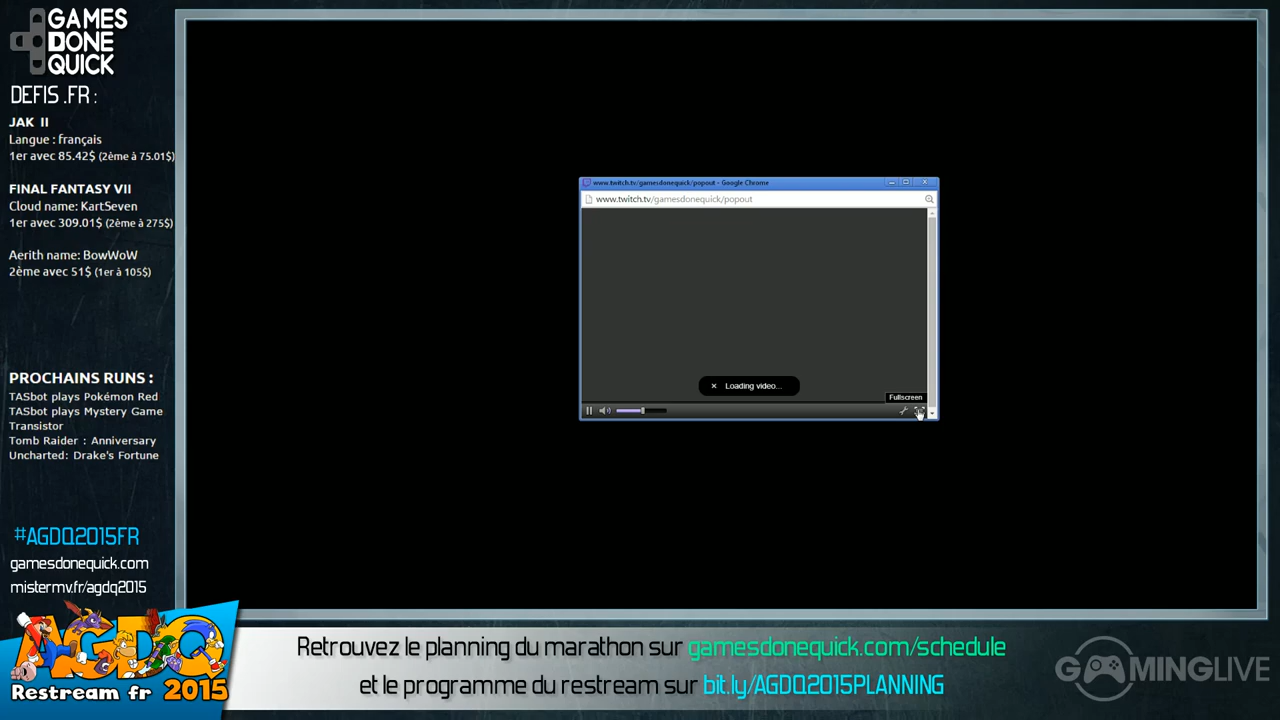 GAMES
DONE
QUICK
DEFIS .FR :
JAK II
Langue : français
1er avec 85.42$ (2ème à 75.01$)
FINAL FANTASY VII
Cloud name: KartSeven
1er avec 309.01$ (2ème à 275$)
Aerith name: BowWoW
2ème avec 51$ (1er à 105$)
PROCHAINS RUNS :
TASbot plays Pokémon Red
TASbot plays Mystery Game
Transistor
Tomb Raider : Anniversary
Uncharted: Drake's Fortune
#AGDQ2015FR
gamesdonequick.com
mistermv.fr/agdq2015
AGDQ
Restream fr 2015
www.twitch.tv/gamesdonequick/popout - Google Chrome
www.twitch.tv/gamesdonequick/popout
Loading video...
Fullscreen
Retrouvez le planning du marathon sur gamesdonequick.com/schedule
et le programme du restream sur bit.ly/AGDQ2015PLANNING
GAMINGLIVE